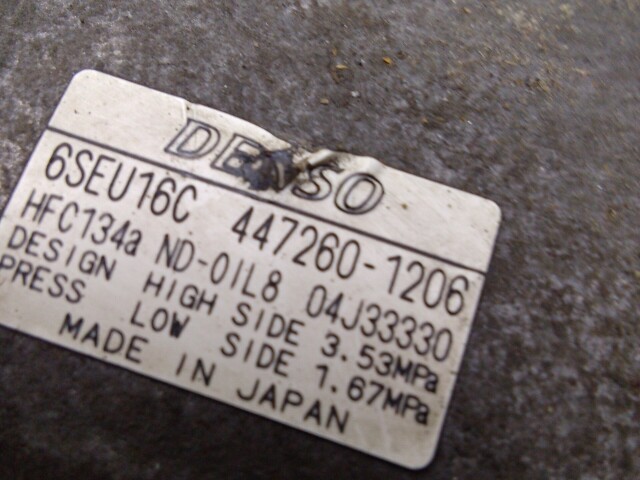 DENSO
6SEU16C 447260-1206
HFC134a ND-OIL8 04J33330
DESIGN HIGH SIDE 3.53MPa
PRESS LOW SIDE 1.67MPa
MADE IN JAPAN